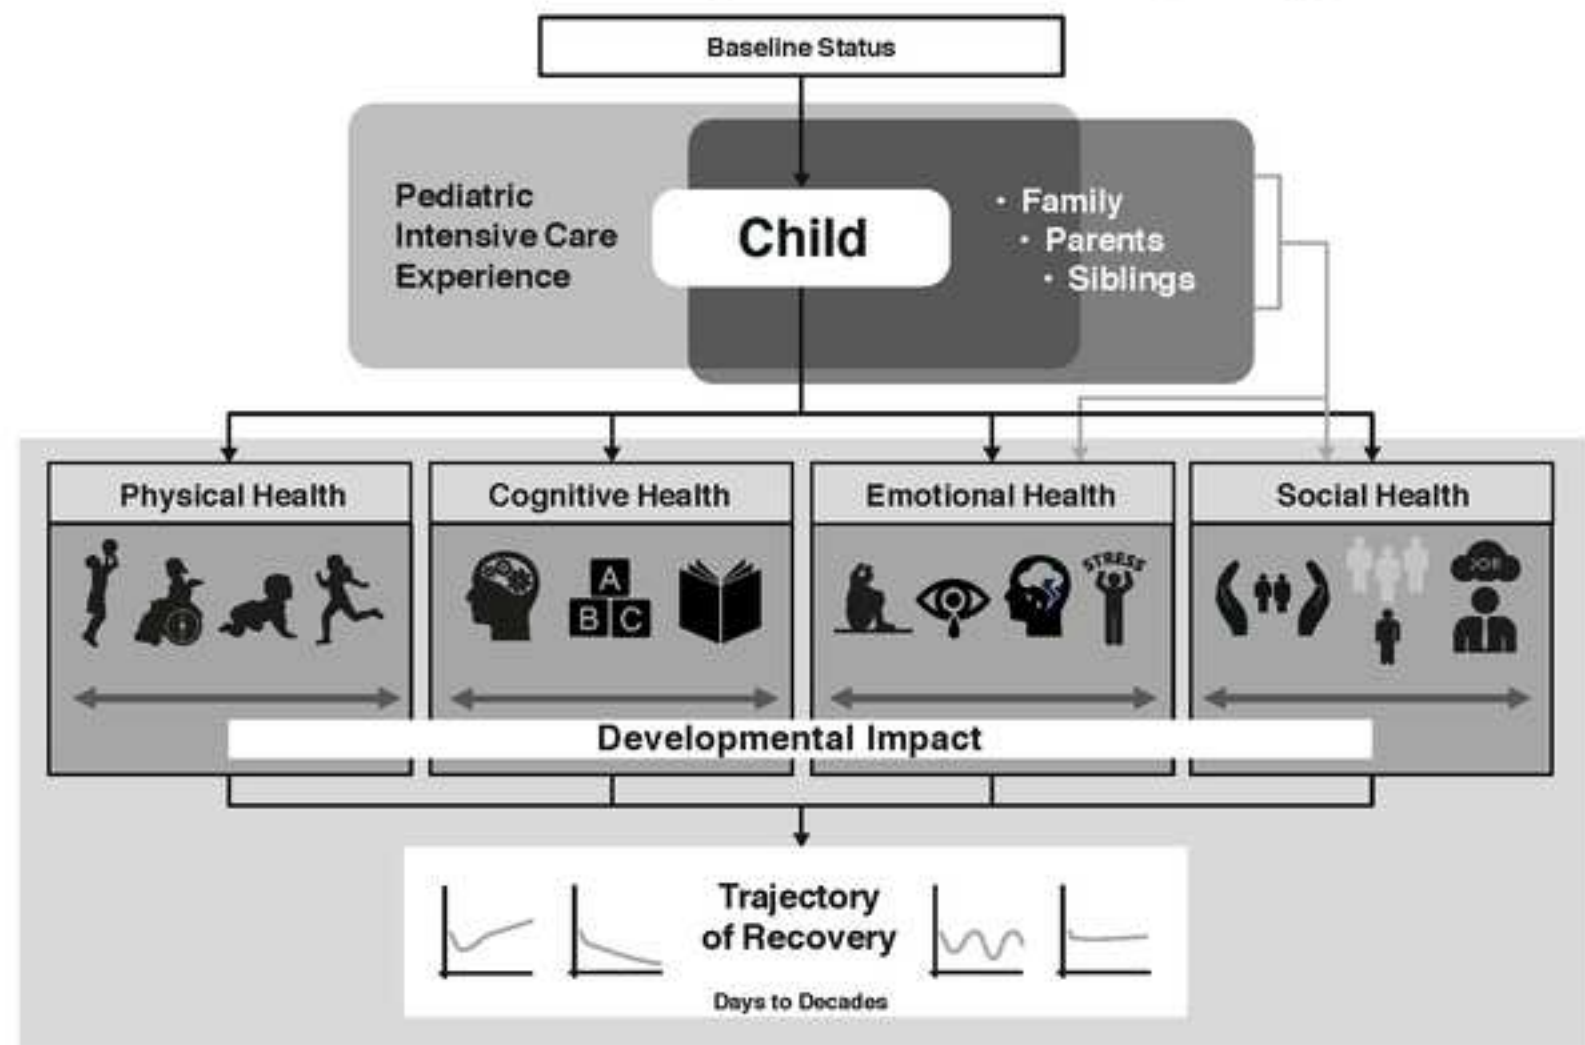 Baseline Status
Pediatric
Intensive Care
Experience
Child
• Family
• Parents
• Siblings
Physical Health
Cognitive Health
Emotional Health
Social Health
A
B C
STRESS
JOB
Developmental Impact
Trajectory
of Recovery
Days to Decades